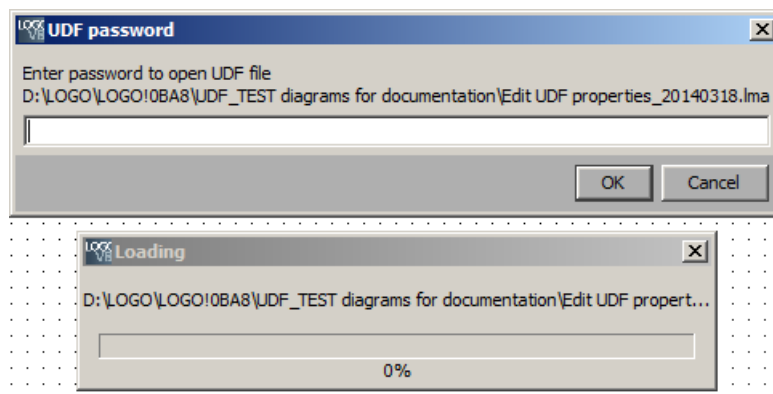 UDF password
Enter password to open UDF file
D:\LOGO\LOGO!0BA8\UDF_TEST diagrams for documentation\Edit UDF properties_20140318.lma
OK Cancel
Loading
D:\LOGO\LOGO!0BA8\UDF_TEST diagrams for documentation\Edit UDF propert...
0%